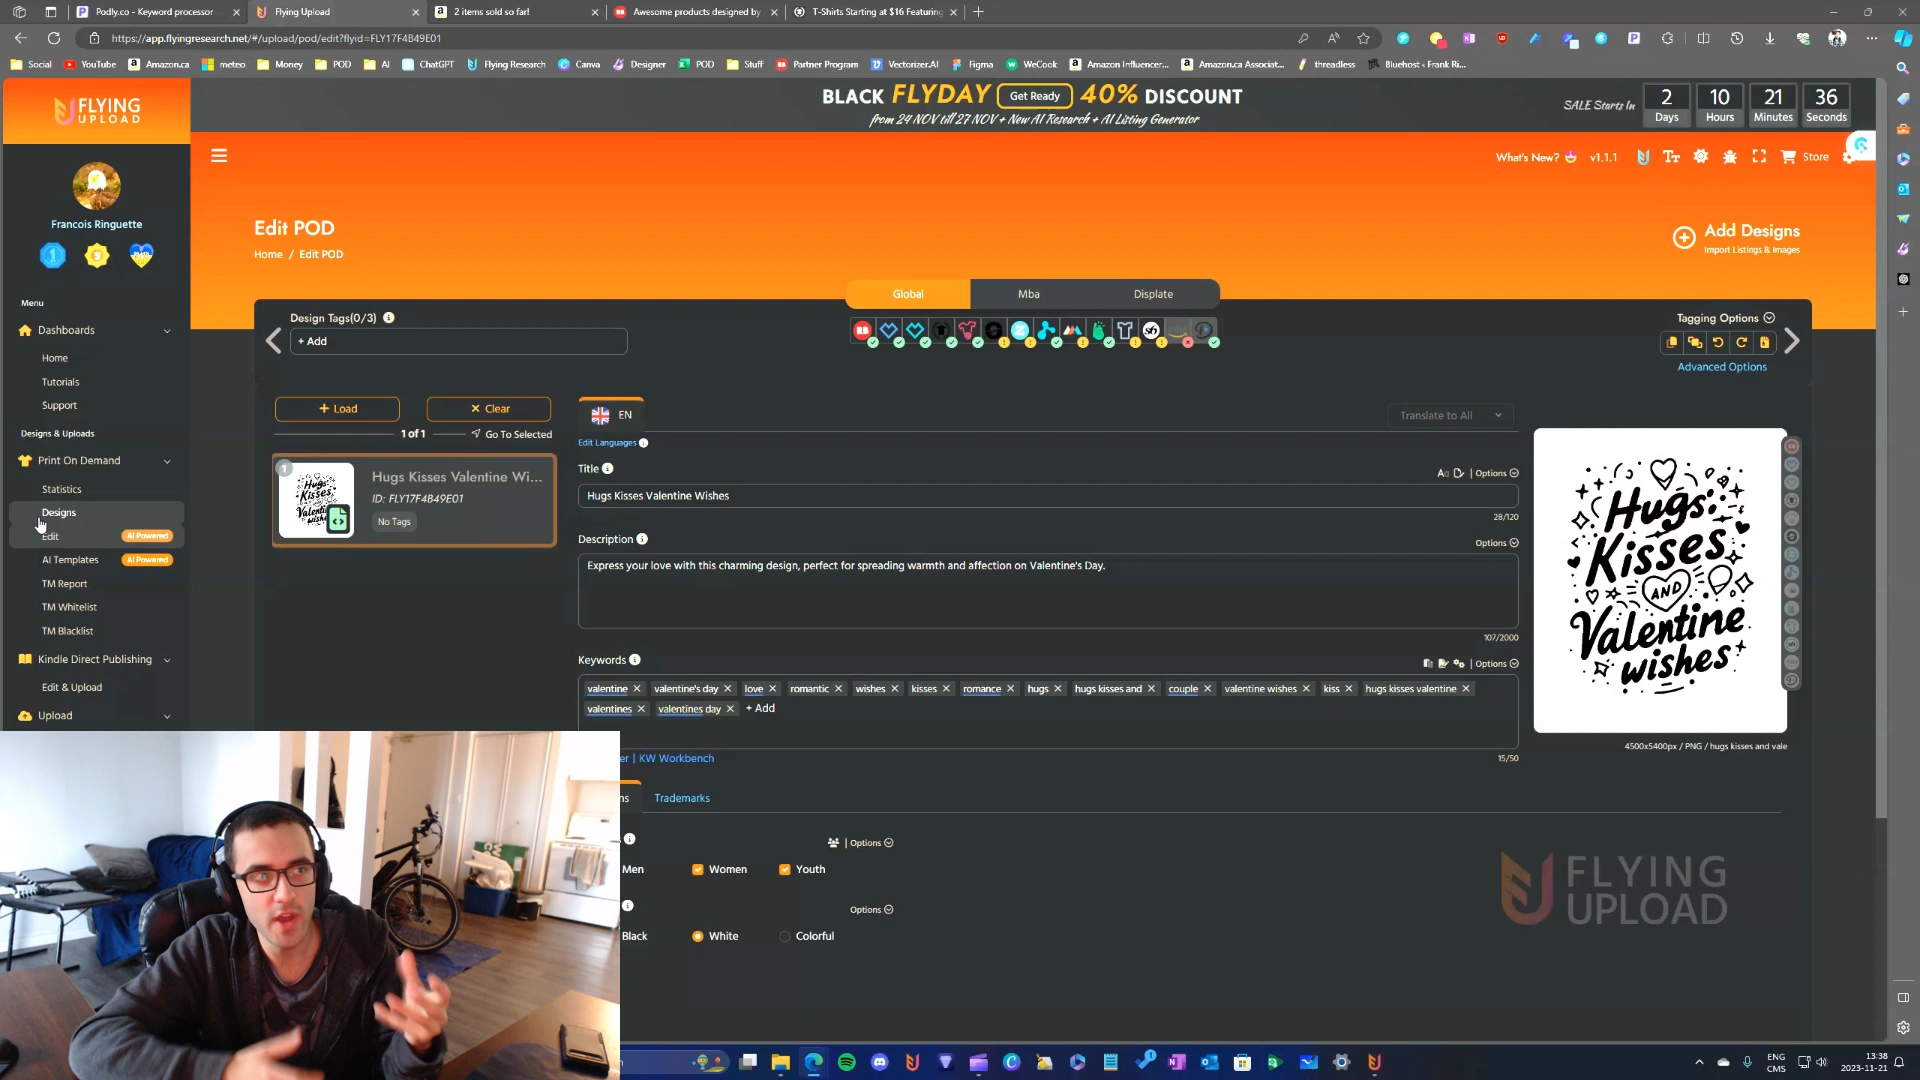 Podly.co - Keyword processor
Flying Upload
2 items sold so far!
Awesome products designed by
T-Shirts Starting at $16 Featuring
https://app.flyingresearch.net/#/upload/pod/edit?flyid=FLY17F4B49E01
Social
YouTube
Amazon.ca
meteo
Money
POD
AI
ChatGPT
Flying Research
Canva
Designer
POD
Stuff
Partner Program
Vectorizer.AI
Figma
WeCook
Amazon Influencer...
Amazon.ca Associat...
threadless
Bluehost ‹ Frank Ri...
FLYING
UPLOAD
BLACK FLYDAY Get Ready 40% DISCOUNT
from 24 NOV till 27 NOV + New AI Research + AI Listing Generator
SALE Starts In
2 Days
10 Hours
21 Minutes
36 Seconds
What's New?
v1.1.1
Store
Francois Ringuette
Edit POD
Home / Edit POD
Add Designs
Import Listings & Images
Menu
Dashboards
Home
Tutorials
Support
Designs & Uploads
Print On Demand
Statistics
Designs
Edit AI Powered
AI Templates AI Powered
TM Report
TM Whitelist
TM Blacklist
Kindle Direct Publishing
Edit & Upload
Upload
Global
Mba
Displate
Design Tags(0/3)
+ Add
Tagging Options
Advanced Options
+ Load
× Clear
1 of 1
Go To Selected
1
Hugs Kisses Valentine Wi...
ID: FLY17F4B49E01
No Tags
EN
Translate to All
Edit Languages
Title
Options
Hugs Kisses Valentine Wishes
28/120
Description
Options
Express your love with this charming design, perfect for spreading warmth and affection on Valentine's Day.
107/2000
Keywords
Options
valentine × valentine's day × love × romantic × wishes × kisses × romance × hugs × hugs kisses and × couple × valentine wishes × kiss × hugs kisses valentine ×
valentines × valentines day × + Add
er | KW Workbench
15/50
Hugs
Kisses
AND
Valentine
wishes
4500x5400px / PNG / hugs kisses and vale
ns
Trademarks
Options
Men
Women
Youth
Options
Black
White
Colorful
FLYING
UPLOAD
ENG
CMS
13:38
2023-11-21